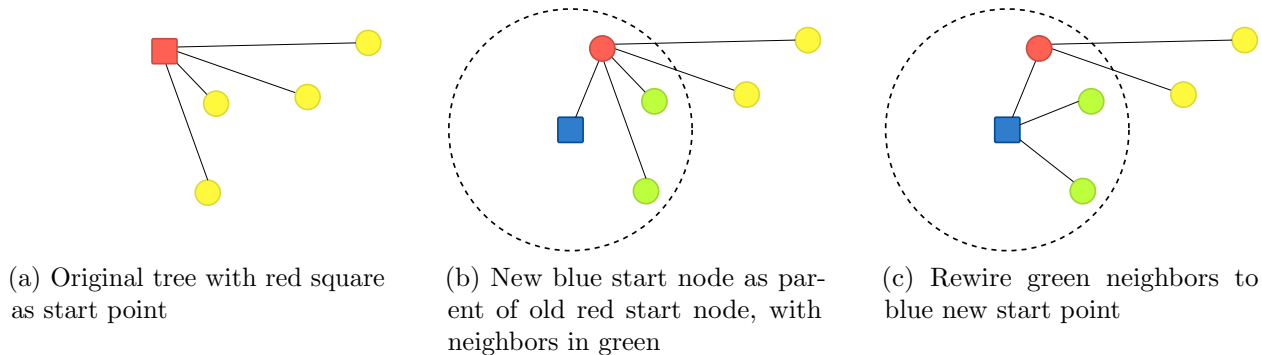 (a) Original tree with red square
as start point
(b) New blue start node as par-
ent of old red start node, with
neighbors in green
(c) Rewire green neighbors to
blue new start point